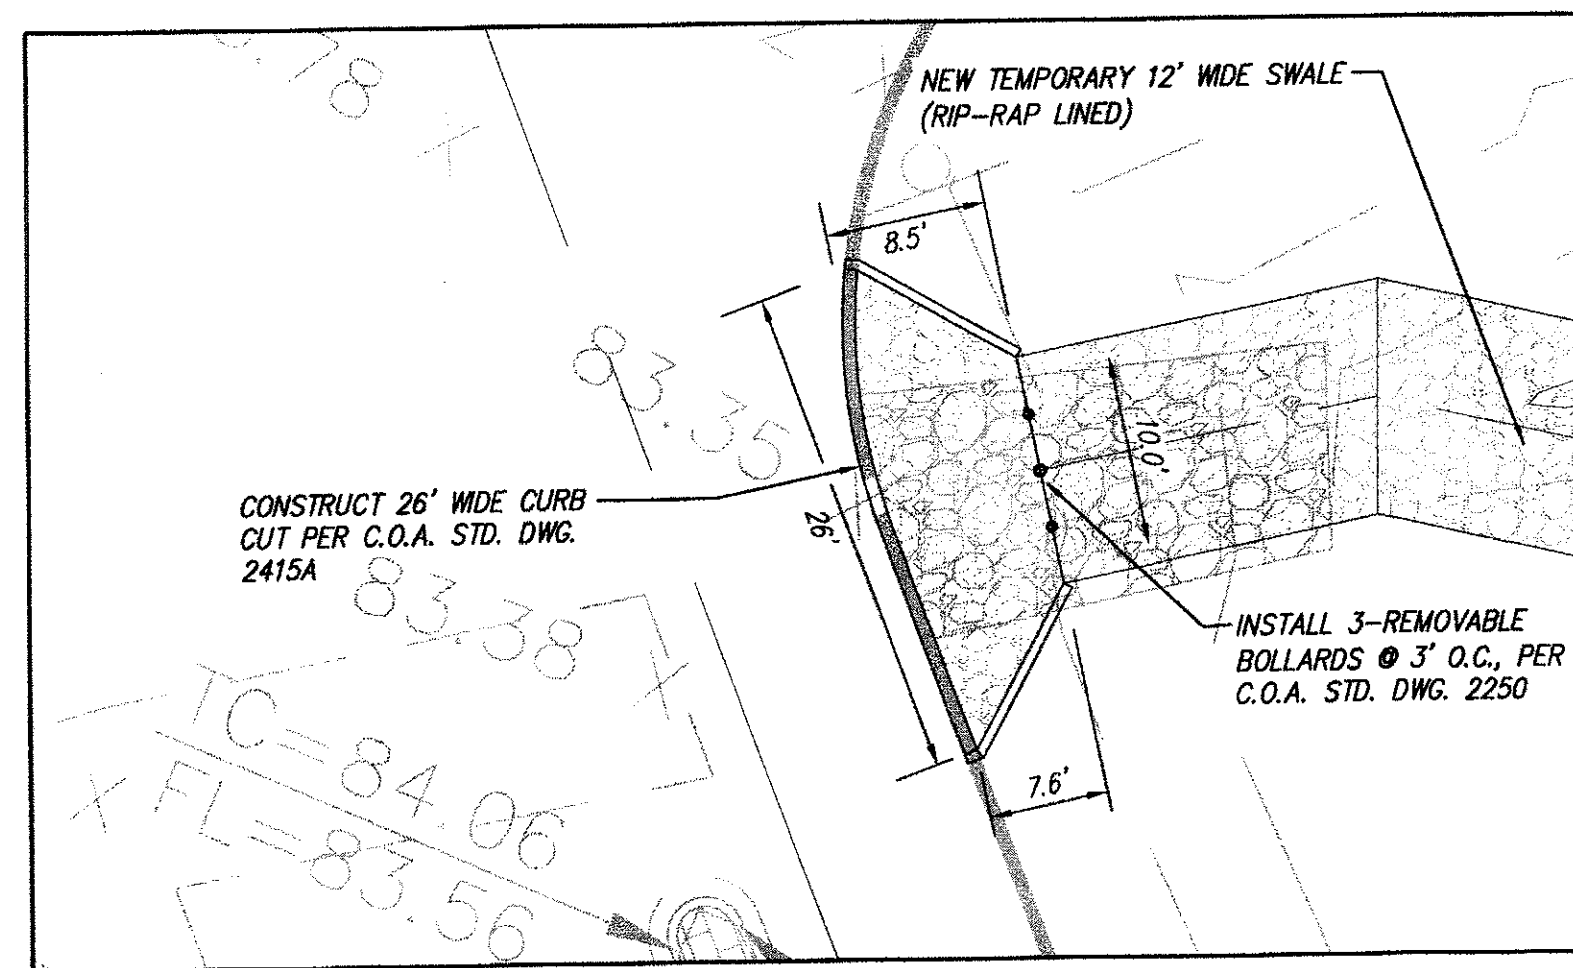 NEW TEMPORARY 12' WIDE SWALE
(RIP-RAP LINED)
8.5'
83.35
10.0'
26'
CONSTRUCT 26' WIDE CURB
CUT PER C.O.A. STD. DWG.
2415A
83.38
INSTALL 3-REMOVABLE
BOLLARDS @ 3' O.C., PER
C.O.A. STD. DWG. 2250
TC=84.06
FL=83.56
7.6'